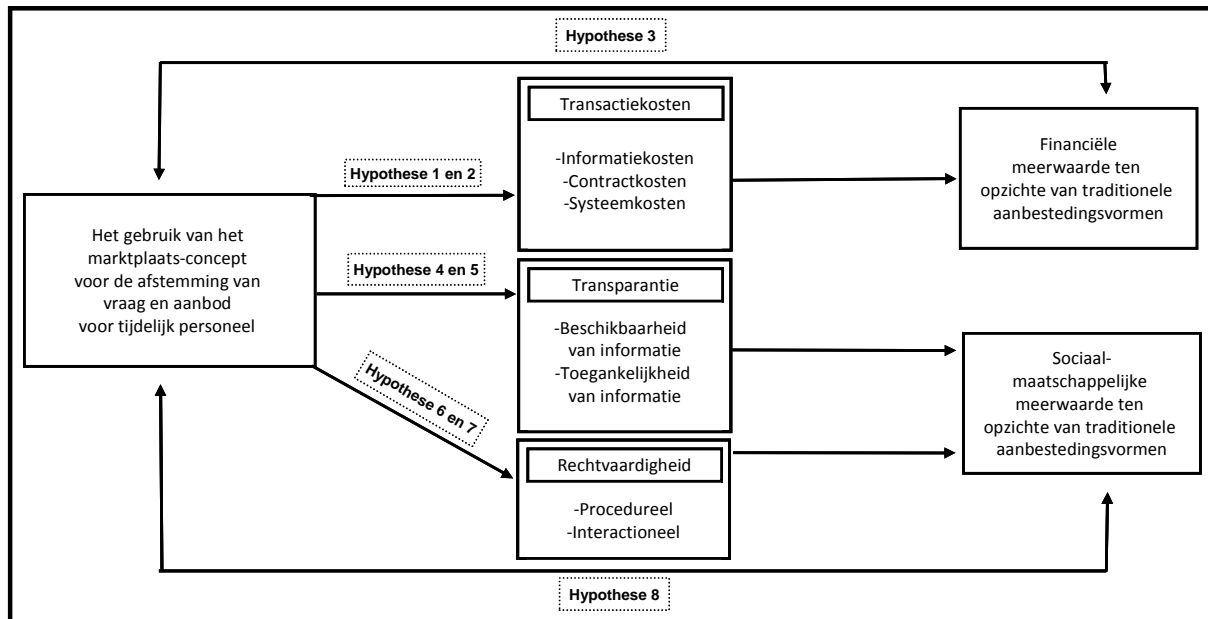 Hypothese 3
Transactiekosten
-Informatiekosten
-Contractkosten
-Systeemkosten
Financiële
meerwaarde ten
opzichte van traditionele
aanbestedingsvormen
Hypothese 1 en 2
Het gebruik van het
marktplaats-concept
voor de afstemming van
vraag en aanbod
voor tijdelijk personeel
Hypothese 4 en 5
Transparantie
-Beschikbaarheid
van informatie
-Toegankelijkheid
van informatie
Sociaal-
maatschappelijke
meerwaarde ten
opzichte van traditionele
aanbestedingsvormen
Hypothese 6 en 7
Rechtvaardigheid
-Procedureel
-Interactioneel
Hypothese 8